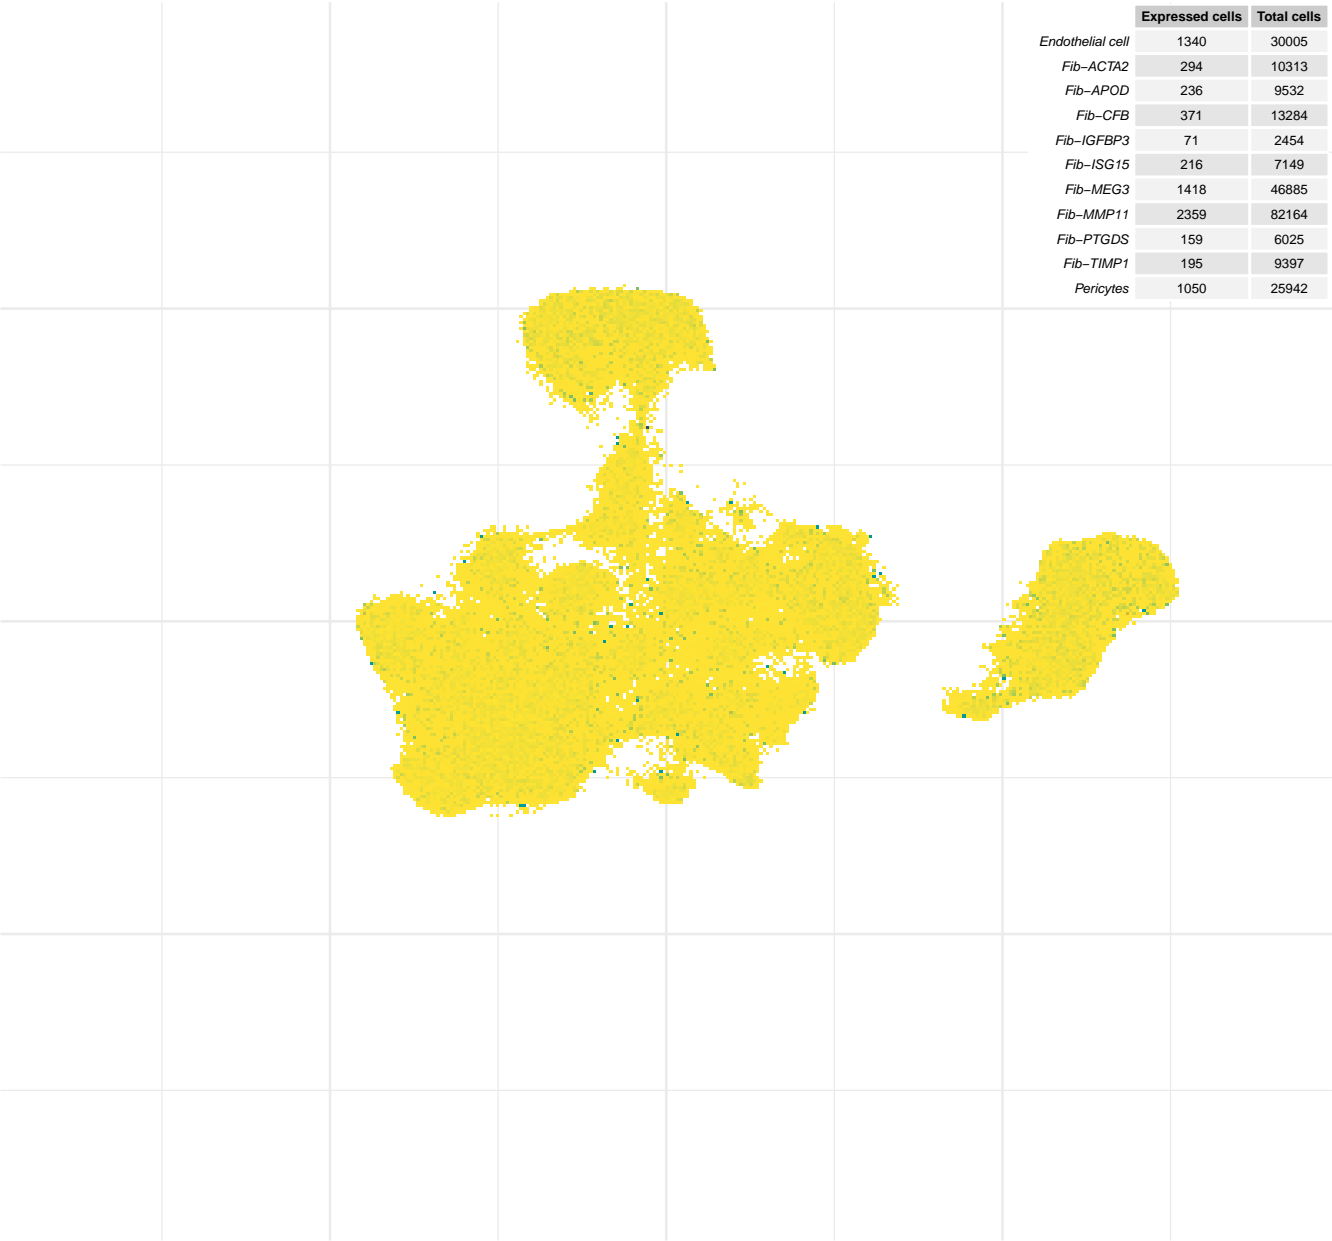 Expressed cells Total cells
Endothelial cell 1340 30005
Fib−ACTA2 294 10313
Fib−APOD 236 9532
Fib−CFB 371 13284
Fib−IGFBP3 71 2454
Fib−ISG15 216 7149
Fib−MEG3 1418 46885
Fib−MMP11 2359 82164
Fib−PTGDS 159 6025
Fib−TIMP1 195 9397
Pericytes 1050 25942